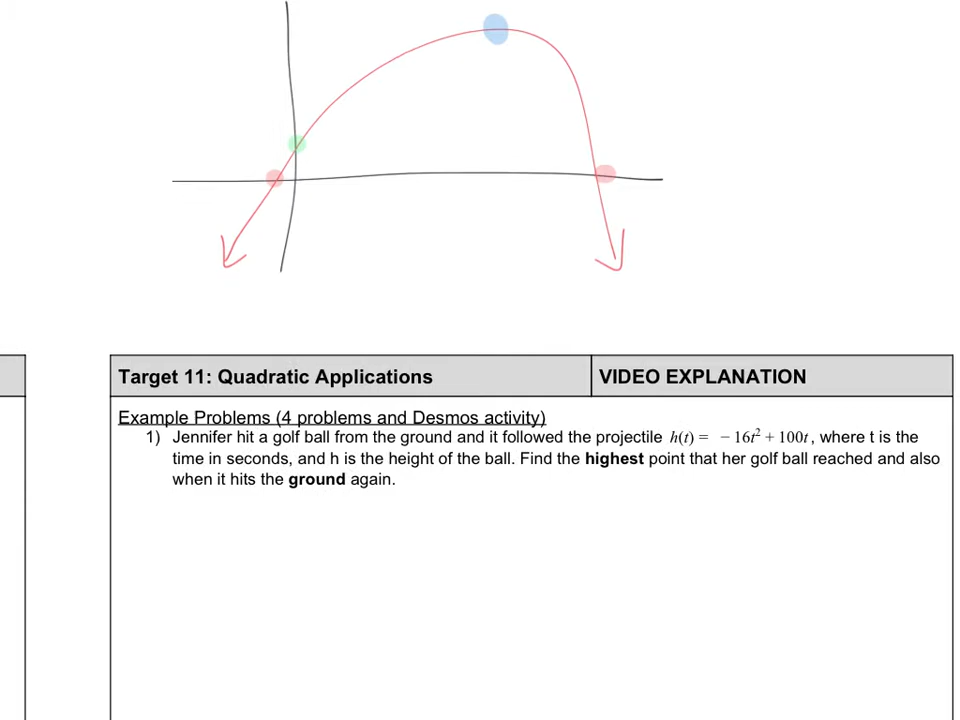 Target 11: Quadratic Applications
VIDEO EXPLANATION
Example Problems (4 problems and Desmos activity)
1) Jennifer hit a golf ball from the ground and it followed the projectile h(t) = − 16t² + 100t, where t is the
time in seconds, and h is the height of the ball. Find the highest point that her golf ball reached and also
when it hits the ground again.